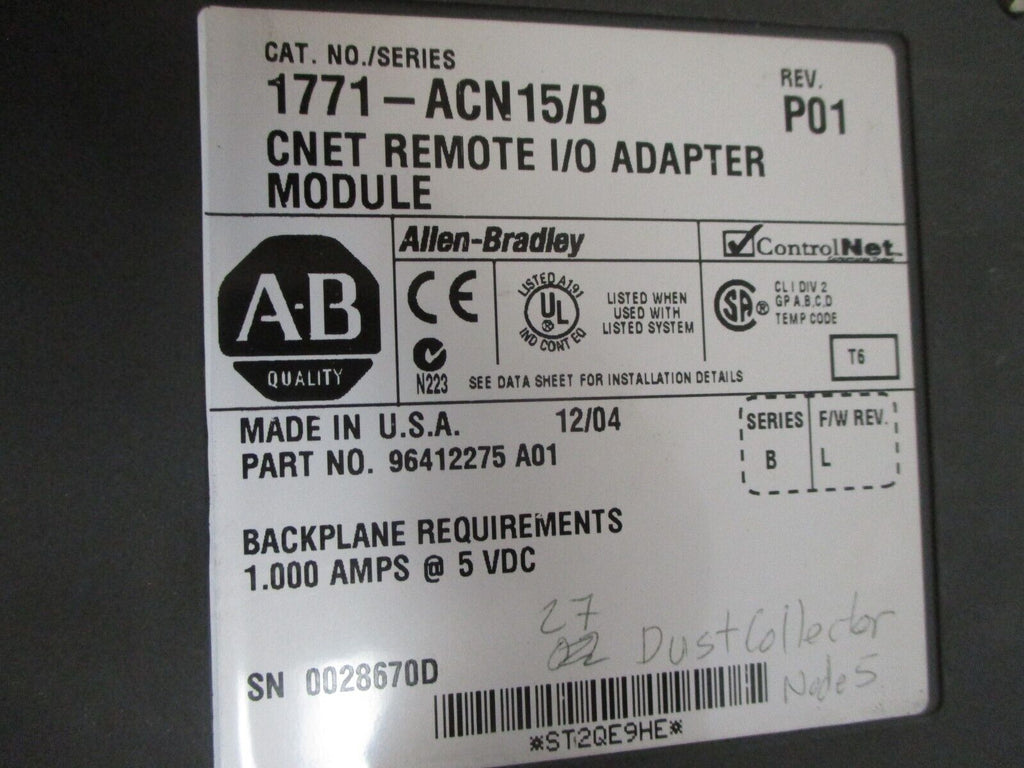 CAT. NO./SERIES
1771-ACN15/B
REV.
P01
CNET REMOTE I/O ADAPTER
MODULE
A-B
QUALITY
Allen-Bradley
ControlNet
CE
LISTED A191
UL
®
IND CONT EQ
LISTED WHEN
USED WITH
LISTED SYSTEM
SA ®
CL I DIV 2
GP A,B,C,D
TEMP CODE
T6
N223
SEE DATA SHEET FOR INSTALLATION DETAILS
MADE IN U.S.A. 12/04
PART NO. 96412275 A01
SERIES
B
F/W REV.
L
BACKPLANE REQUIREMENTS
1.000 AMPS @ 5 VDC
27
Dust Collector
Node 5
SN 0028670D
*ST2QE9HE*